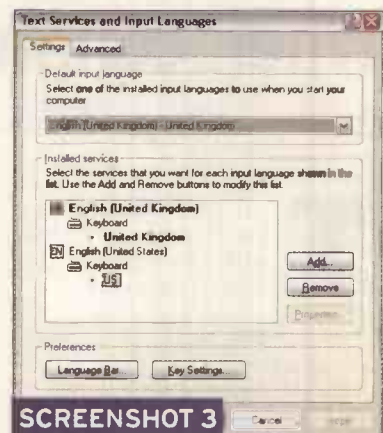 Text Services and Input Languages
Settings Advanced
Default input language
Select one of the installed input languages to use when you start your
computer
English (United Kingdom) - United Kingdom
Installed services
Select the services that you want for each input language shown in the
list. Use the Add and Remove buttons to modify this list.
English (United Kingdom)
Keyboard
United Kingdom
EN English (United States)
Keyboard
US
Add...
Remove
Properties...
Preferences
Language Bar... Key Settings...
SCREENSHOT 3 Cancel